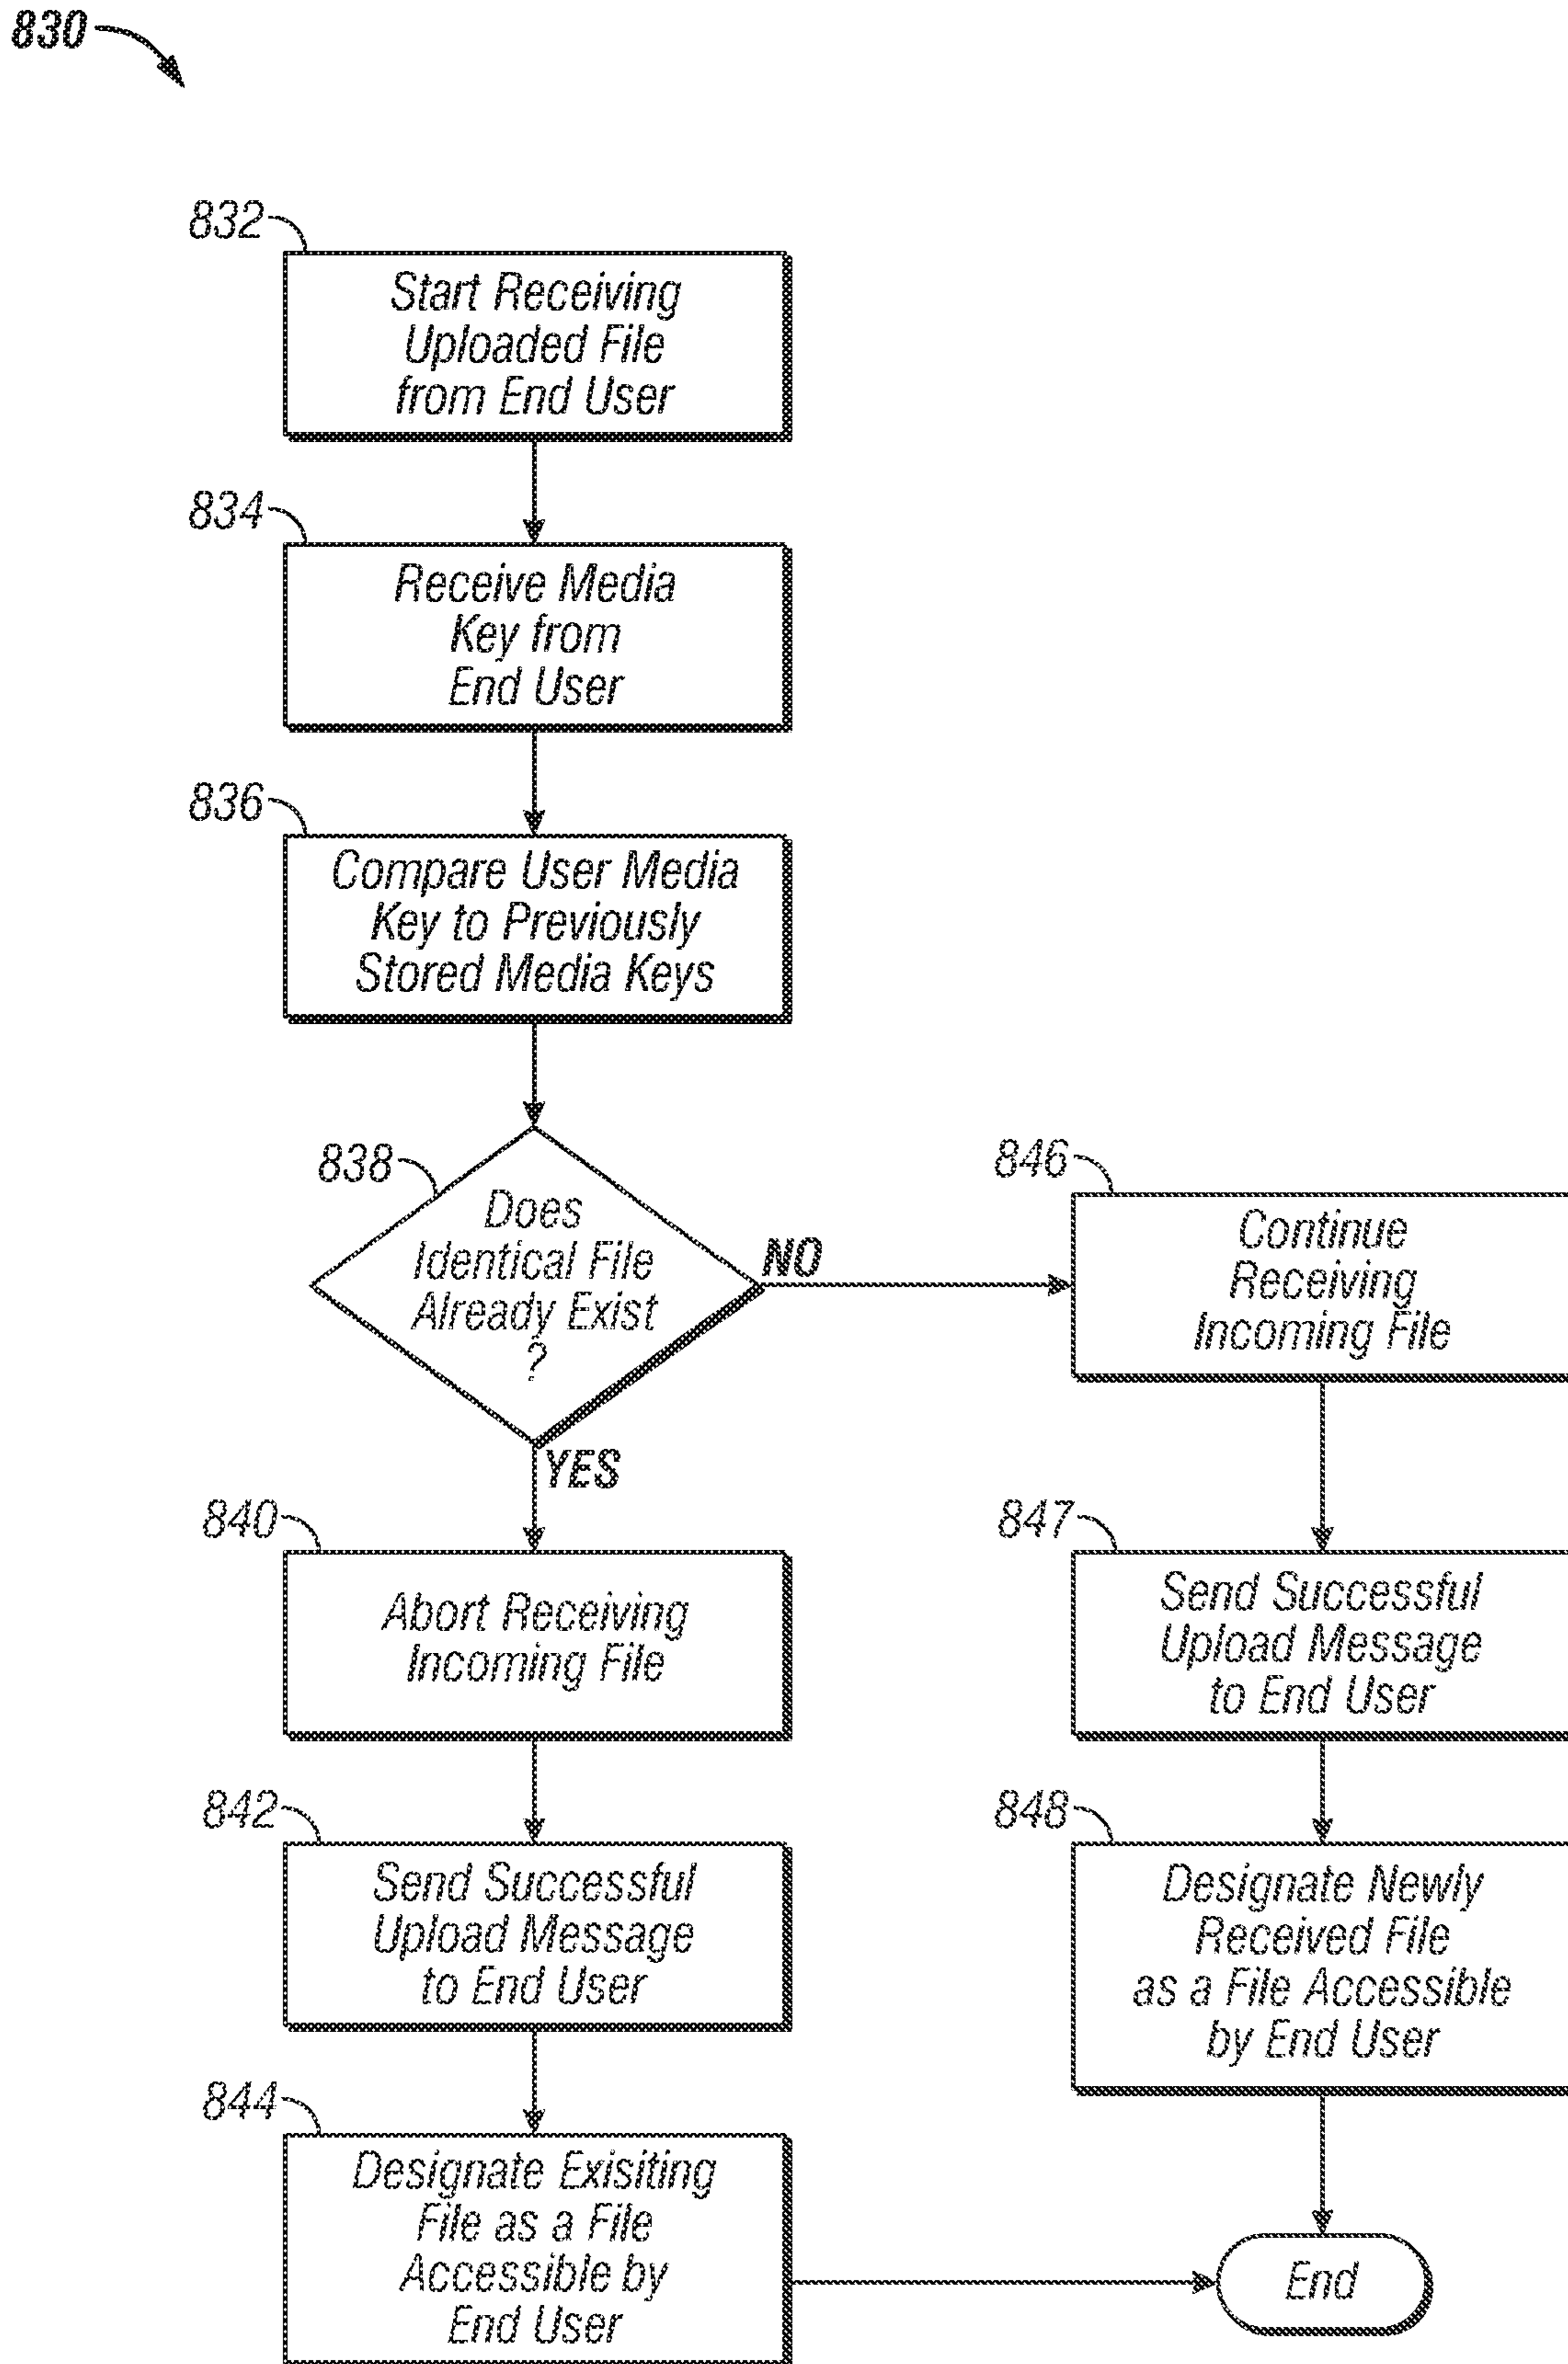 830
832
Start Receiving
Uploaded File
from End User
834
Receive Media
Key from
End User
836
Compare User Media
Key to Previously
Stored Media Keys
838
Does
Identical File
Already Exist
?
NO
YES
846
Continue
Receiving
Incoming File
840
Abort Receiving
Incoming File
847
Send Successful
Upload Message
to End User
842
Send Successful
Upload Message
to End User
848
Designate Newly
Received File
as a File Accessible
by End User
844
Designate Exisiting
File as a File
Accessible by
End User
End